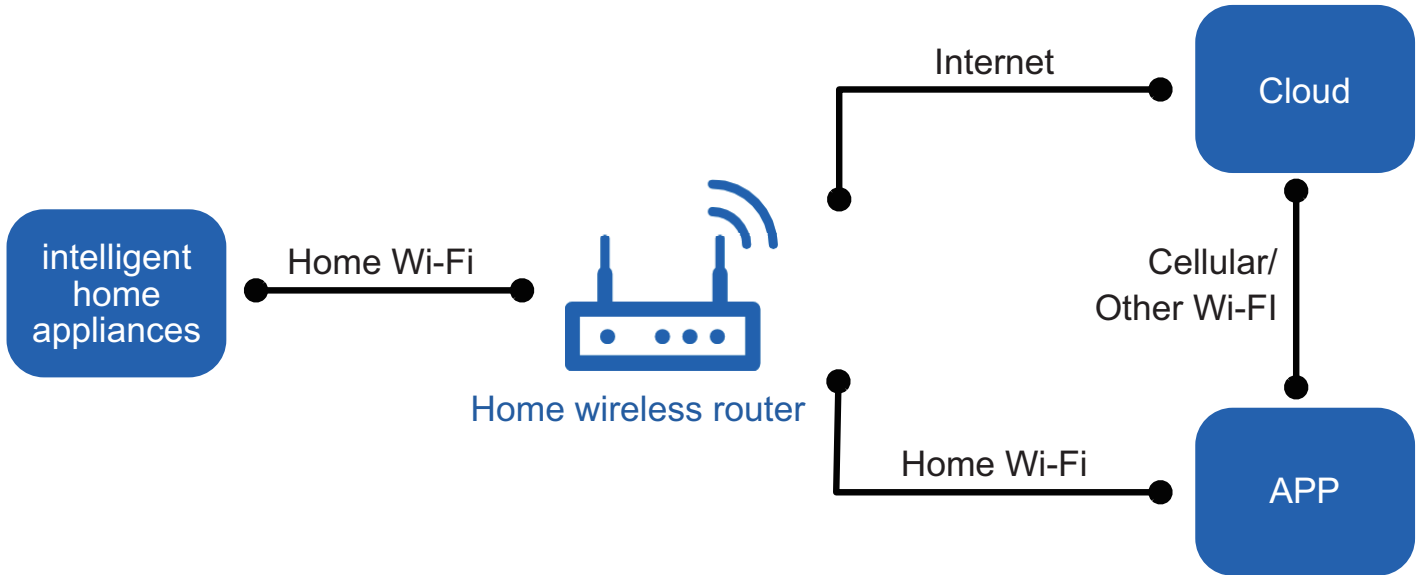 Internet
Cloud
intelligent
home
appliances
Home Wi-Fi
Cellular/
Other Wi-FI
Home wireless router
Home Wi-Fi
APP